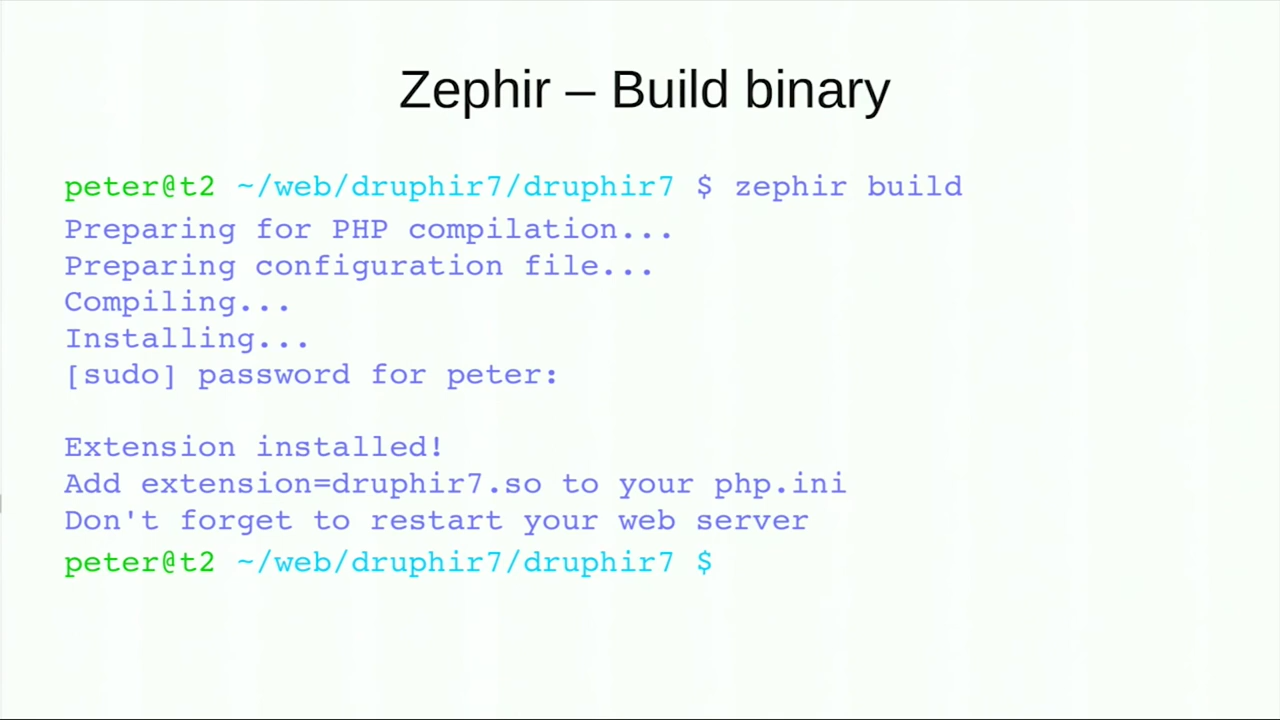 Zephir – Build binary
peter@t2 ~/web/druphir7/druphir7 $ zephir build
Preparing for PHP compilation...
Preparing configuration file...
Compiling...
Installing...
[sudo] password for peter:
Extension installed!
Add extension=druphir7.so to your php.ini
Don't forget to restart your web server
peter@t2 ~/web/druphir7/druphir7 $